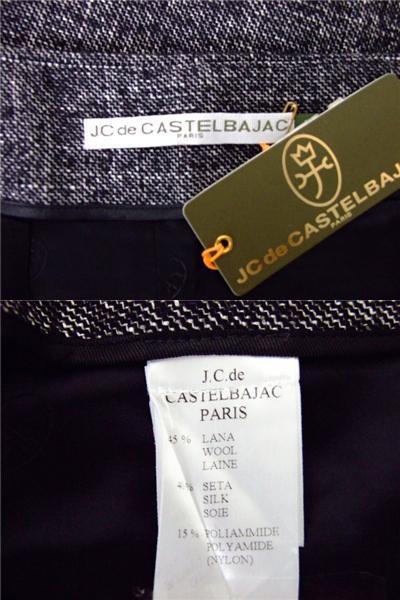 JC de CASTELBAJAC
PARIS
JC de CASTELBAJ
PARIS
J.C.de
CASTELBAJAC
PARIS
45 % LANA
WOOL
LAINE
SETA
SILK
SOIE
15 % POLIAMMIDE
POLYAMIDE
(NYLON)